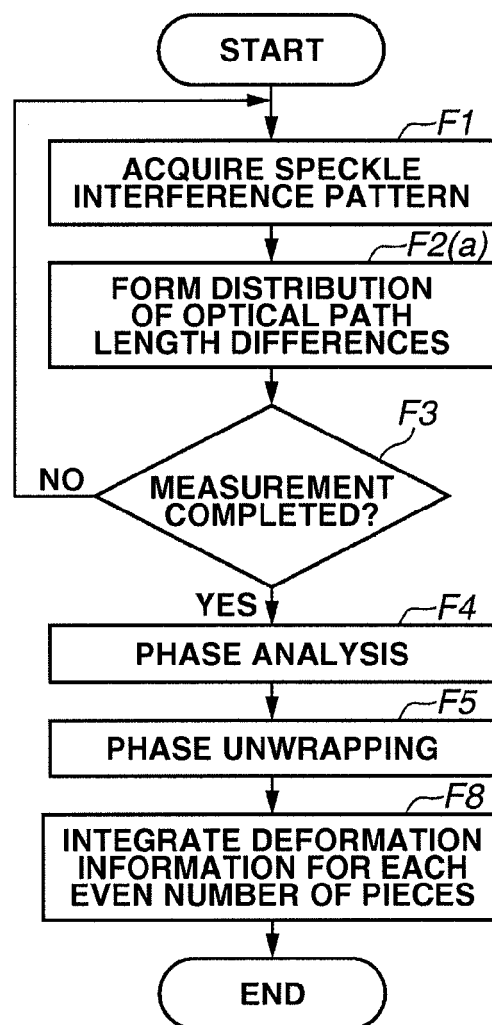 START
F1
ACQUIRE SPECKLE
INTERFERENCE PATTERN
F2(a)
FORM DISTRIBUTION
OF OPTICAL PATH
LENGTH DIFFERENCES
F3
NO
MEASUREMENT
COMPLETED?
YES
F4
PHASE ANALYSIS
F5
PHASE UNWRAPPING
F8
INTEGRATE DEFORMATION
INFORMATION FOR EACH
EVEN NUMBER OF PIECES
END